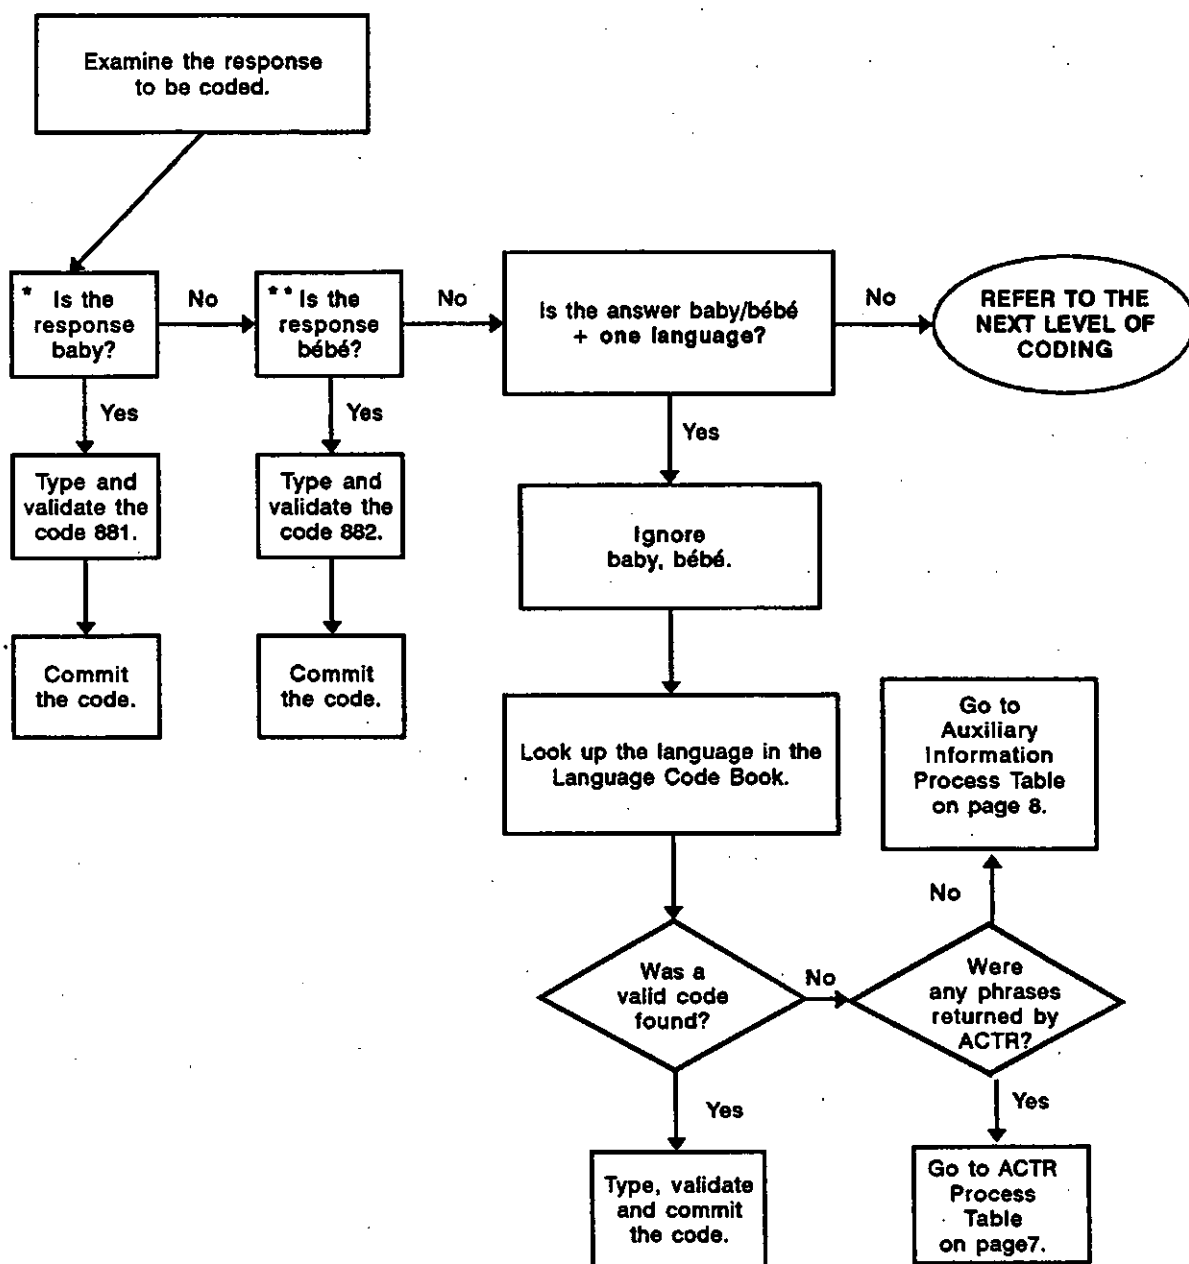 Examine the response
to be coded.
* Is the
response
baby?
No
** Is the
response
bébé?
No
Is the answer baby/bébé
+ one language?
No
REFER TO THE
NEXT LEVEL OF
CODING
Yes
Yes
Yes
Type and
validate the
code 881.
Type and
validate the
code 882.
Ignore
baby, bébé.
Commit
the code.
Commit
the code.
Look up the language in the
Language Code Book.
Go to
Auxiliary
Information
Process Table
on page 8.
No
Was a
valid code
found?
No
Were
any phrases
returned by
ACTR?
Yes
Yes
Type, validate
and commit
the code.
Go to ACTR
Process
Table
on page7.